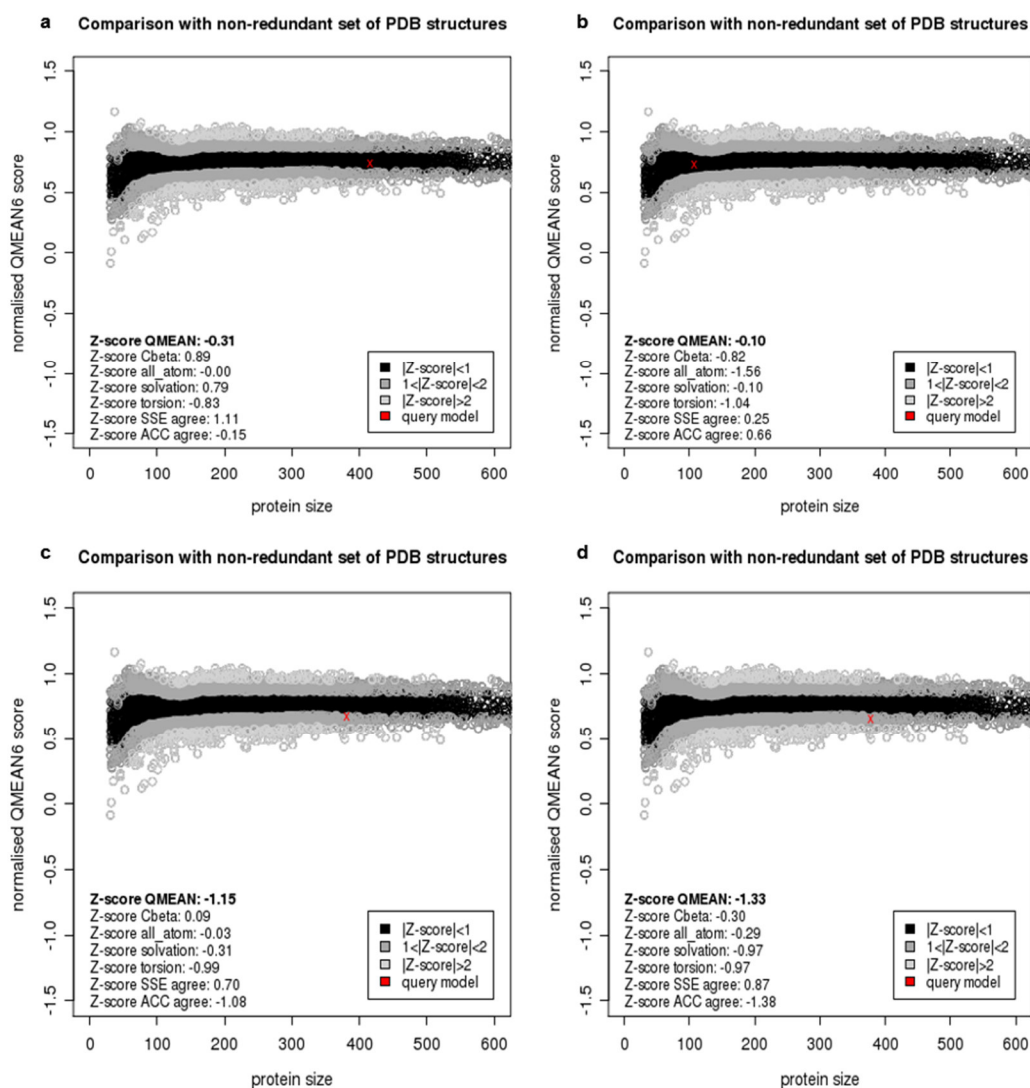 a Comparison with non-redundant set of PDB structures
normalised QMEAN6 score
1.5
1.0
0.5
0.0
-0.5
-1.0
-1.5
Z-score QMEAN: -0.31
Z-score Cbeta: 0.89
Z-score all_atom: -0.00
Z-score solvation: 0.79
Z-score torsion: -0.83
Z-score SSE agree: 1.11
Z-score ACC agree: -0.15
|Z-score|<1
1<|Z-score|<2
|Z-score|>2
query model
0 100 200 300 400 500 600
protein size
b Comparison with non-redundant set of PDB structures
normalised QMEAN6 score
1.5
1.0
0.5
0.0
-0.5
-1.0
-1.5
Z-score QMEAN: -0.10
Z-score Cbeta: -0.82
Z-score all_atom: -1.56
Z-score solvation: -0.10
Z-score torsion: -1.04
Z-score SSE agree: 0.25
Z-score ACC agree: 0.66
|Z-score|<1
1<|Z-score|<2
|Z-score|>2
query model
0 100 200 300 400 500 600
protein size
c Comparison with non-redundant set of PDB structures
normalised QMEAN6 score
1.5
1.0
0.5
0.0
-0.5
-1.0
-1.5
Z-score QMEAN: -1.15
Z-score Cbeta: 0.09
Z-score all_atom: -0.03
Z-score solvation: -0.31
Z-score torsion: -0.99
Z-score SSE agree: 0.70
Z-score ACC agree: -1.08
|Z-score|<1
1<|Z-score|<2
|Z-score|>2
query model
0 100 200 300 400 500 600
protein size
d Comparison with non-redundant set of PDB structures
normalised QMEAN6 score
1.5
1.0
0.5
0.0
-0.5
-1.0
-1.5
Z-score QMEAN: -1.33
Z-score Cbeta: -0.30
Z-score all_atom: -0.29
Z-score solvation: -0.97
Z-score torsion: -0.97
Z-score SSE agree: 0.87
Z-score ACC agree: -1.38
|Z-score|<1
1<|Z-score|<2
|Z-score|>2
query model
0 100 200 300 400 500 600
protein size